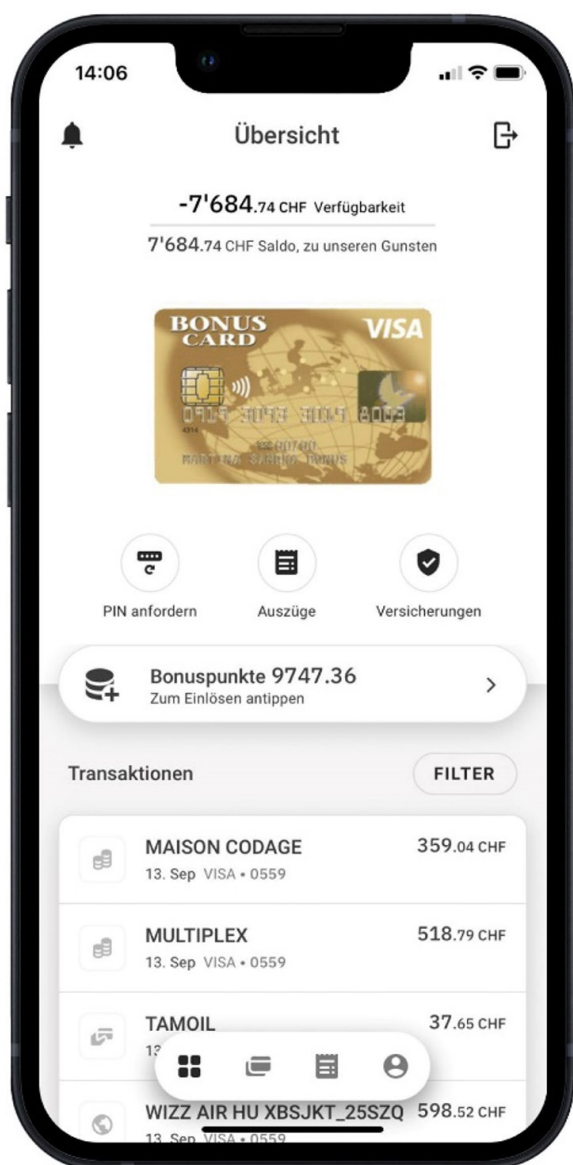 14:06
Übersicht
-7'684.74 CHF Verfügbarkeit
7'684.74 CHF Saldo, zu unseren Gunsten
BONUS
CARD
VISA
PIN anfordern
Auszüge
Versicherungen
Bonuspunkte 9747.36
Zum Einlösen antippen
Transaktionen
FILTER
MAISON CODAGE
359.04 CHF
13. Sep VISA • 0559
MULTIPLEX
518.79 CHF
13. Sep VISA • 0559
TAMOIL
37.65 CHF
13
WIZZ AIR HU XBSJKT_25SZQ
598.52 CHF
13. Sep VISA • 0559